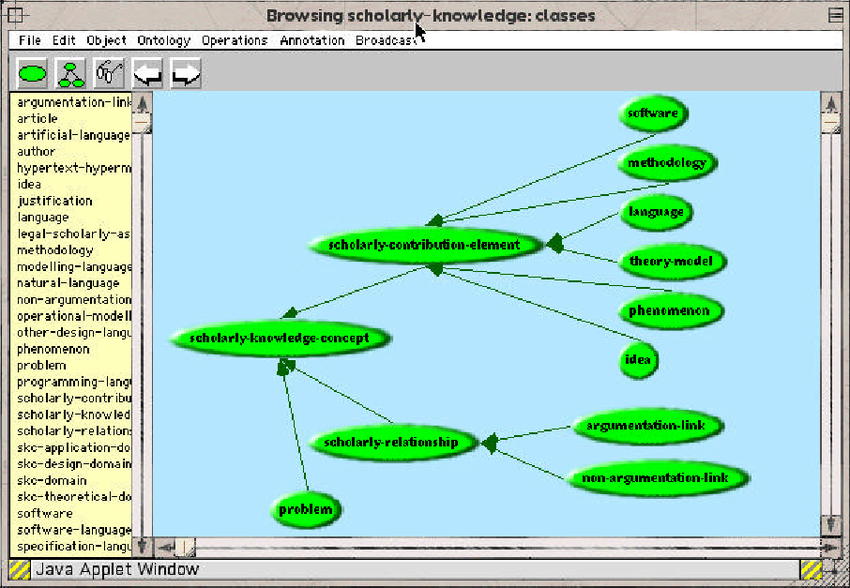 Browsing scholarly-knowledge: classes
File Edit Object Ontology Operations Annotation Broadcas
argumentation-link
article
artificial-language
author
hypertext-hyperm
idea
justification
language
legal-scholarly-as
methodology
modelling-language
natural-language
non-argumentation
operational-modell
other-design-langu
phenomenon
problem
programming-langu
scholarly-contribu
scholarly-knowled
scholarly-relations
skc-application-do
skc-design-domain
skc-domain
skc-theoretical-do
software
software-language
specification-langu
software
methodology
language
scholarly-contribution-element
theory-model
phenomenon
scholarly-knowledge-concept
idea
argumentation-link
scholarly-relationship
non-argumentation-link
problem
Java Applet Window